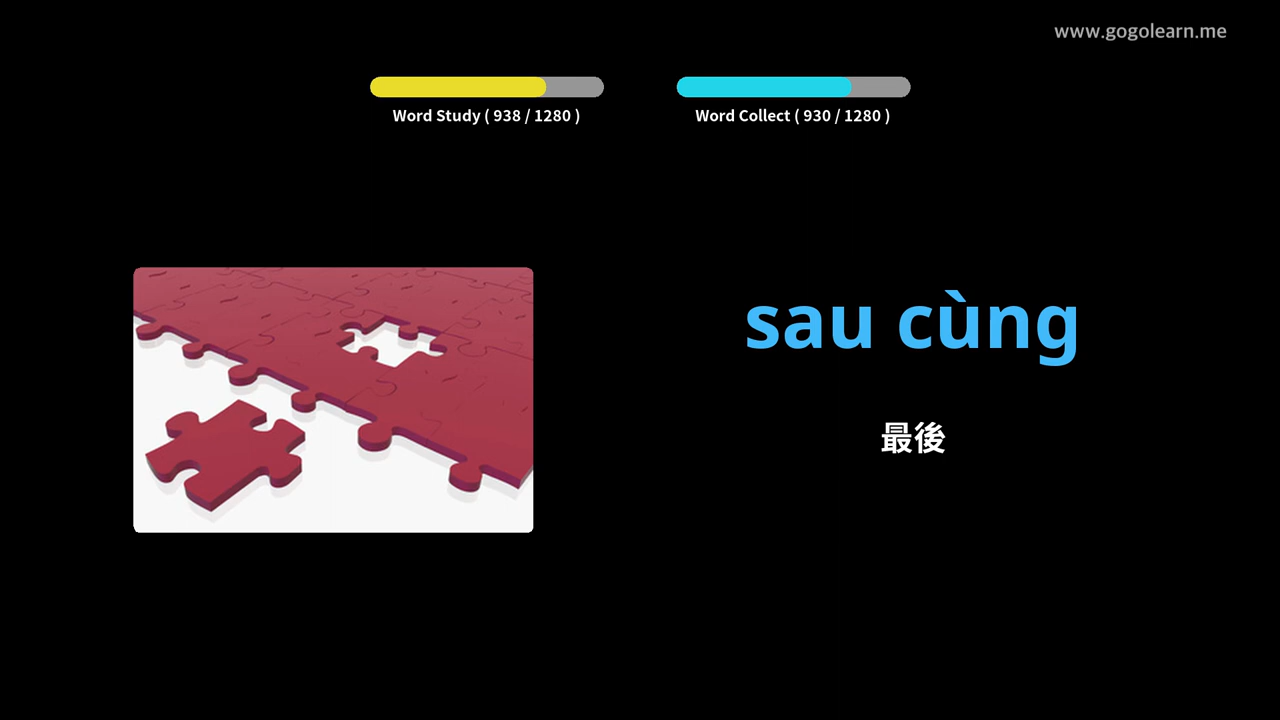 www.gogolearn.me
Word Study ( 938 / 1280 )
Word Collect ( 930 / 1280 )
sau cùng
最後